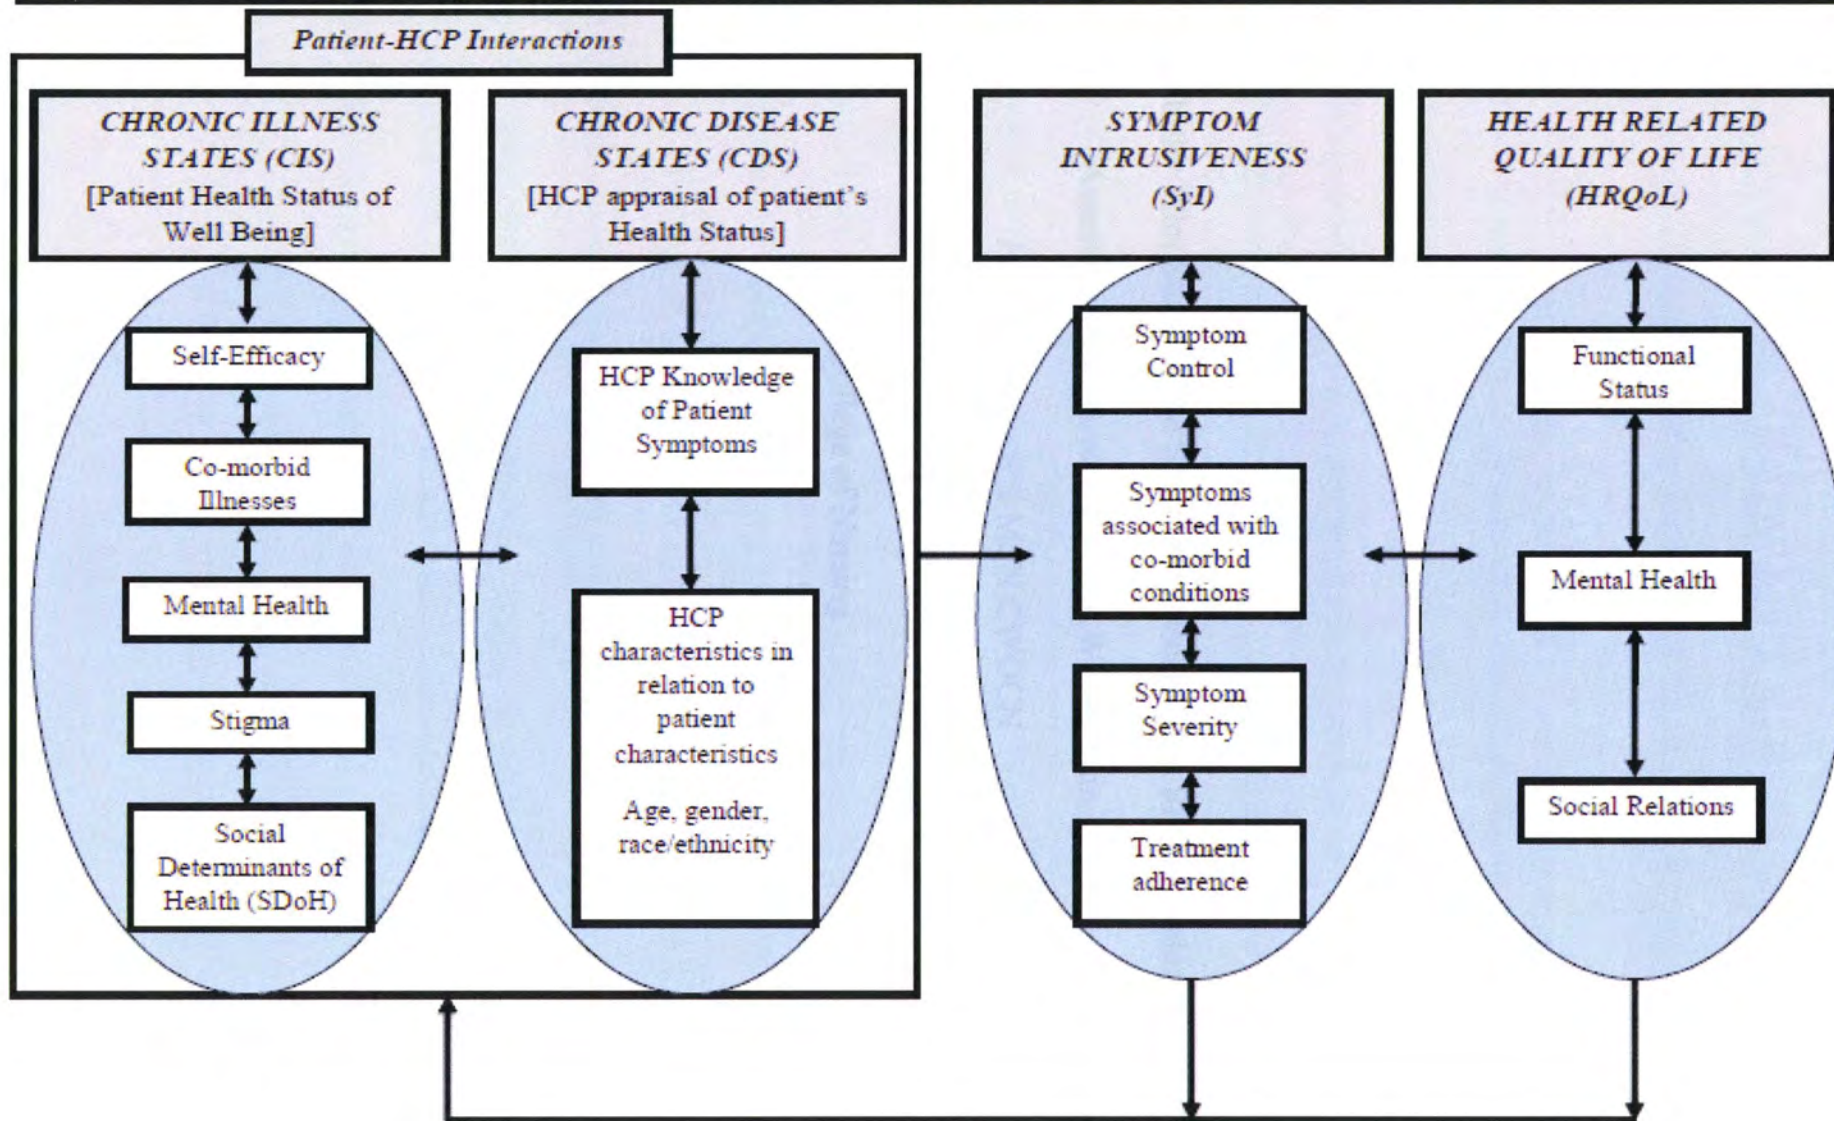 Patient-HCP Interactions
CHRONIC ILLNESS
STATES (CIS)
[Patient Health Status of
Well Being]
Self-Efficacy
Co-morbid
Illnesses
Mental Health
Stigma
Social
Determinants of
Health (SDoH)
CHRONIC DISEASE
STATES (CDS)
[HCP appraisal of patient's
Health Status]
HCP Knowledge
of Patient
Symptoms
HCP
characteristics in
relation to
patient
characteristics
Age, gender,
race/ethnicity
SYMPTOM
INTRUSIVENESS
(SyI)
Symptom
Control
Symptoms
associated with
co-morbid
conditions
Symptom
Severity
Treatment
adherence
HEALTH RELATED
QUALITY OF LIFE
(HRQoL)
Functional
Status
Mental Health
Social Relations